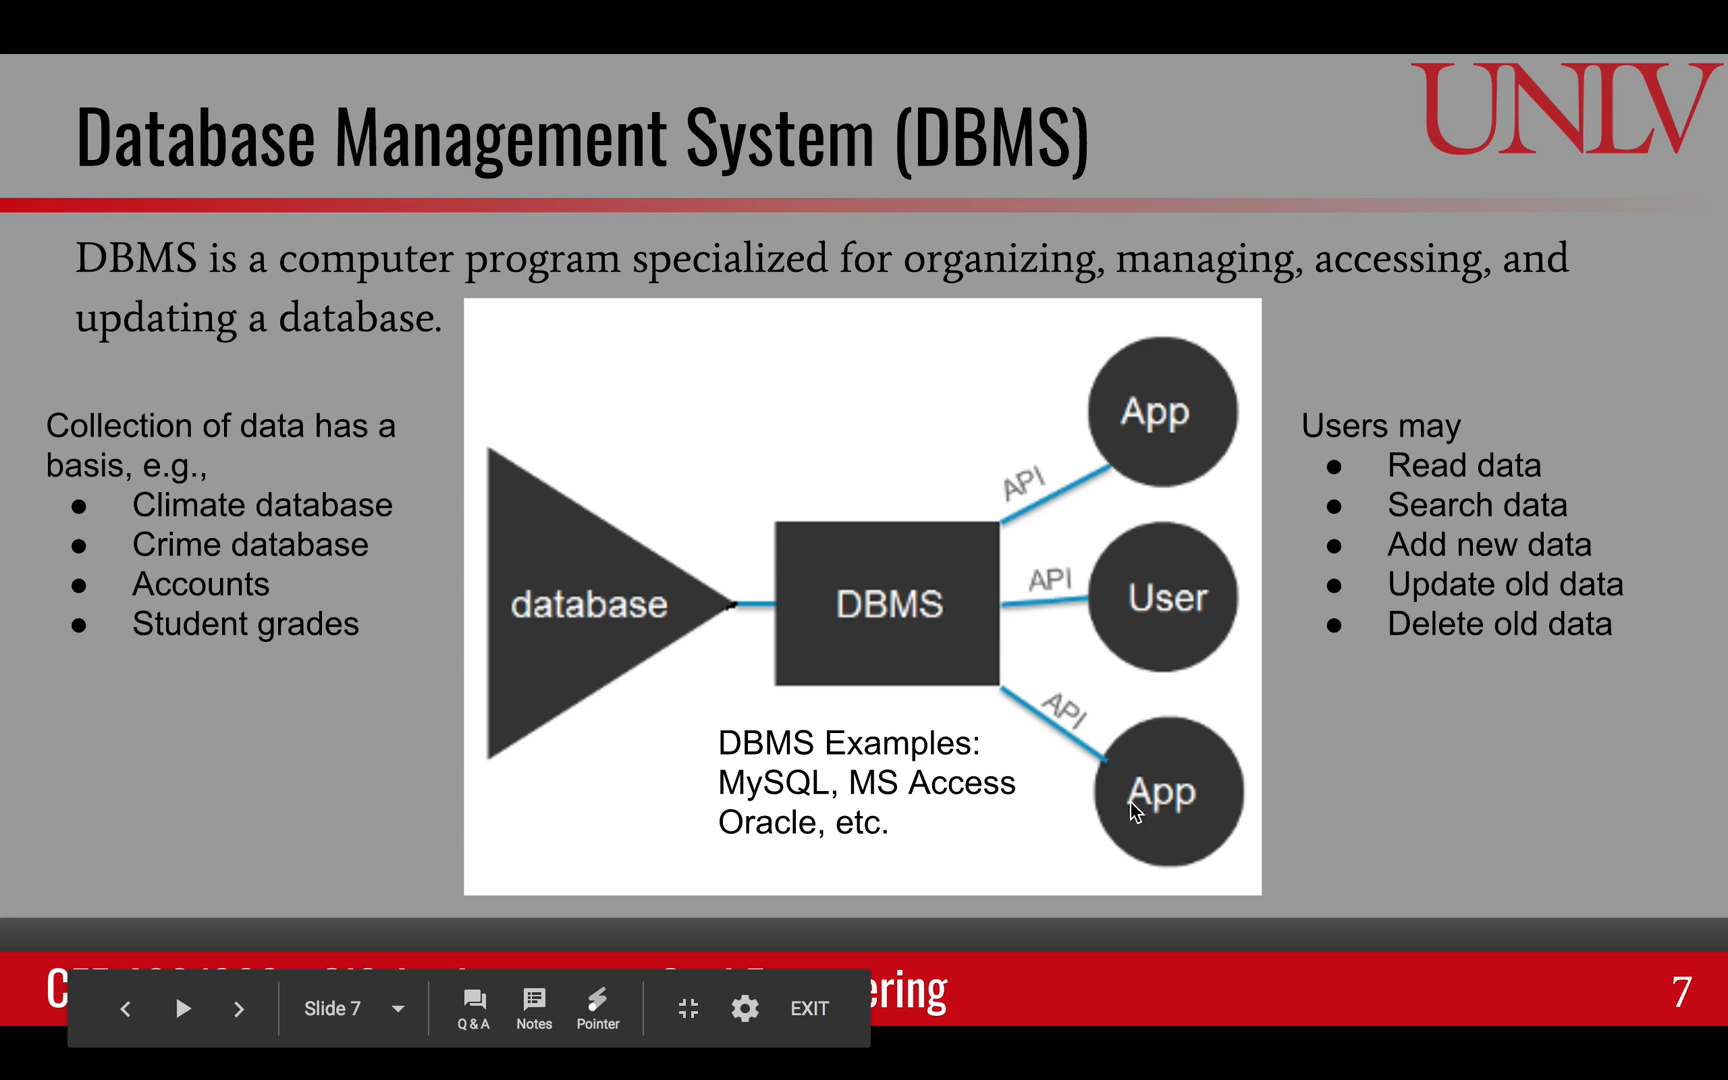 UNLV
Database Management System (DBMS)
DBMS is a computer program specialized for organizing, managing, accessing, and
updating a database.
Collection of data has a
basis, e.g.,
● Climate database
● Crime database
● Accounts
● Student grades
database
DBMS
API
API
API
App
User
App
DBMS Examples:
MySQL, MS Access
Oracle, etc.
Users may
● Read data
● Search data
● Add new data
● Update old data
● Delete old data
7
Slide 7
Q & A
Notes
Pointer
EXIT